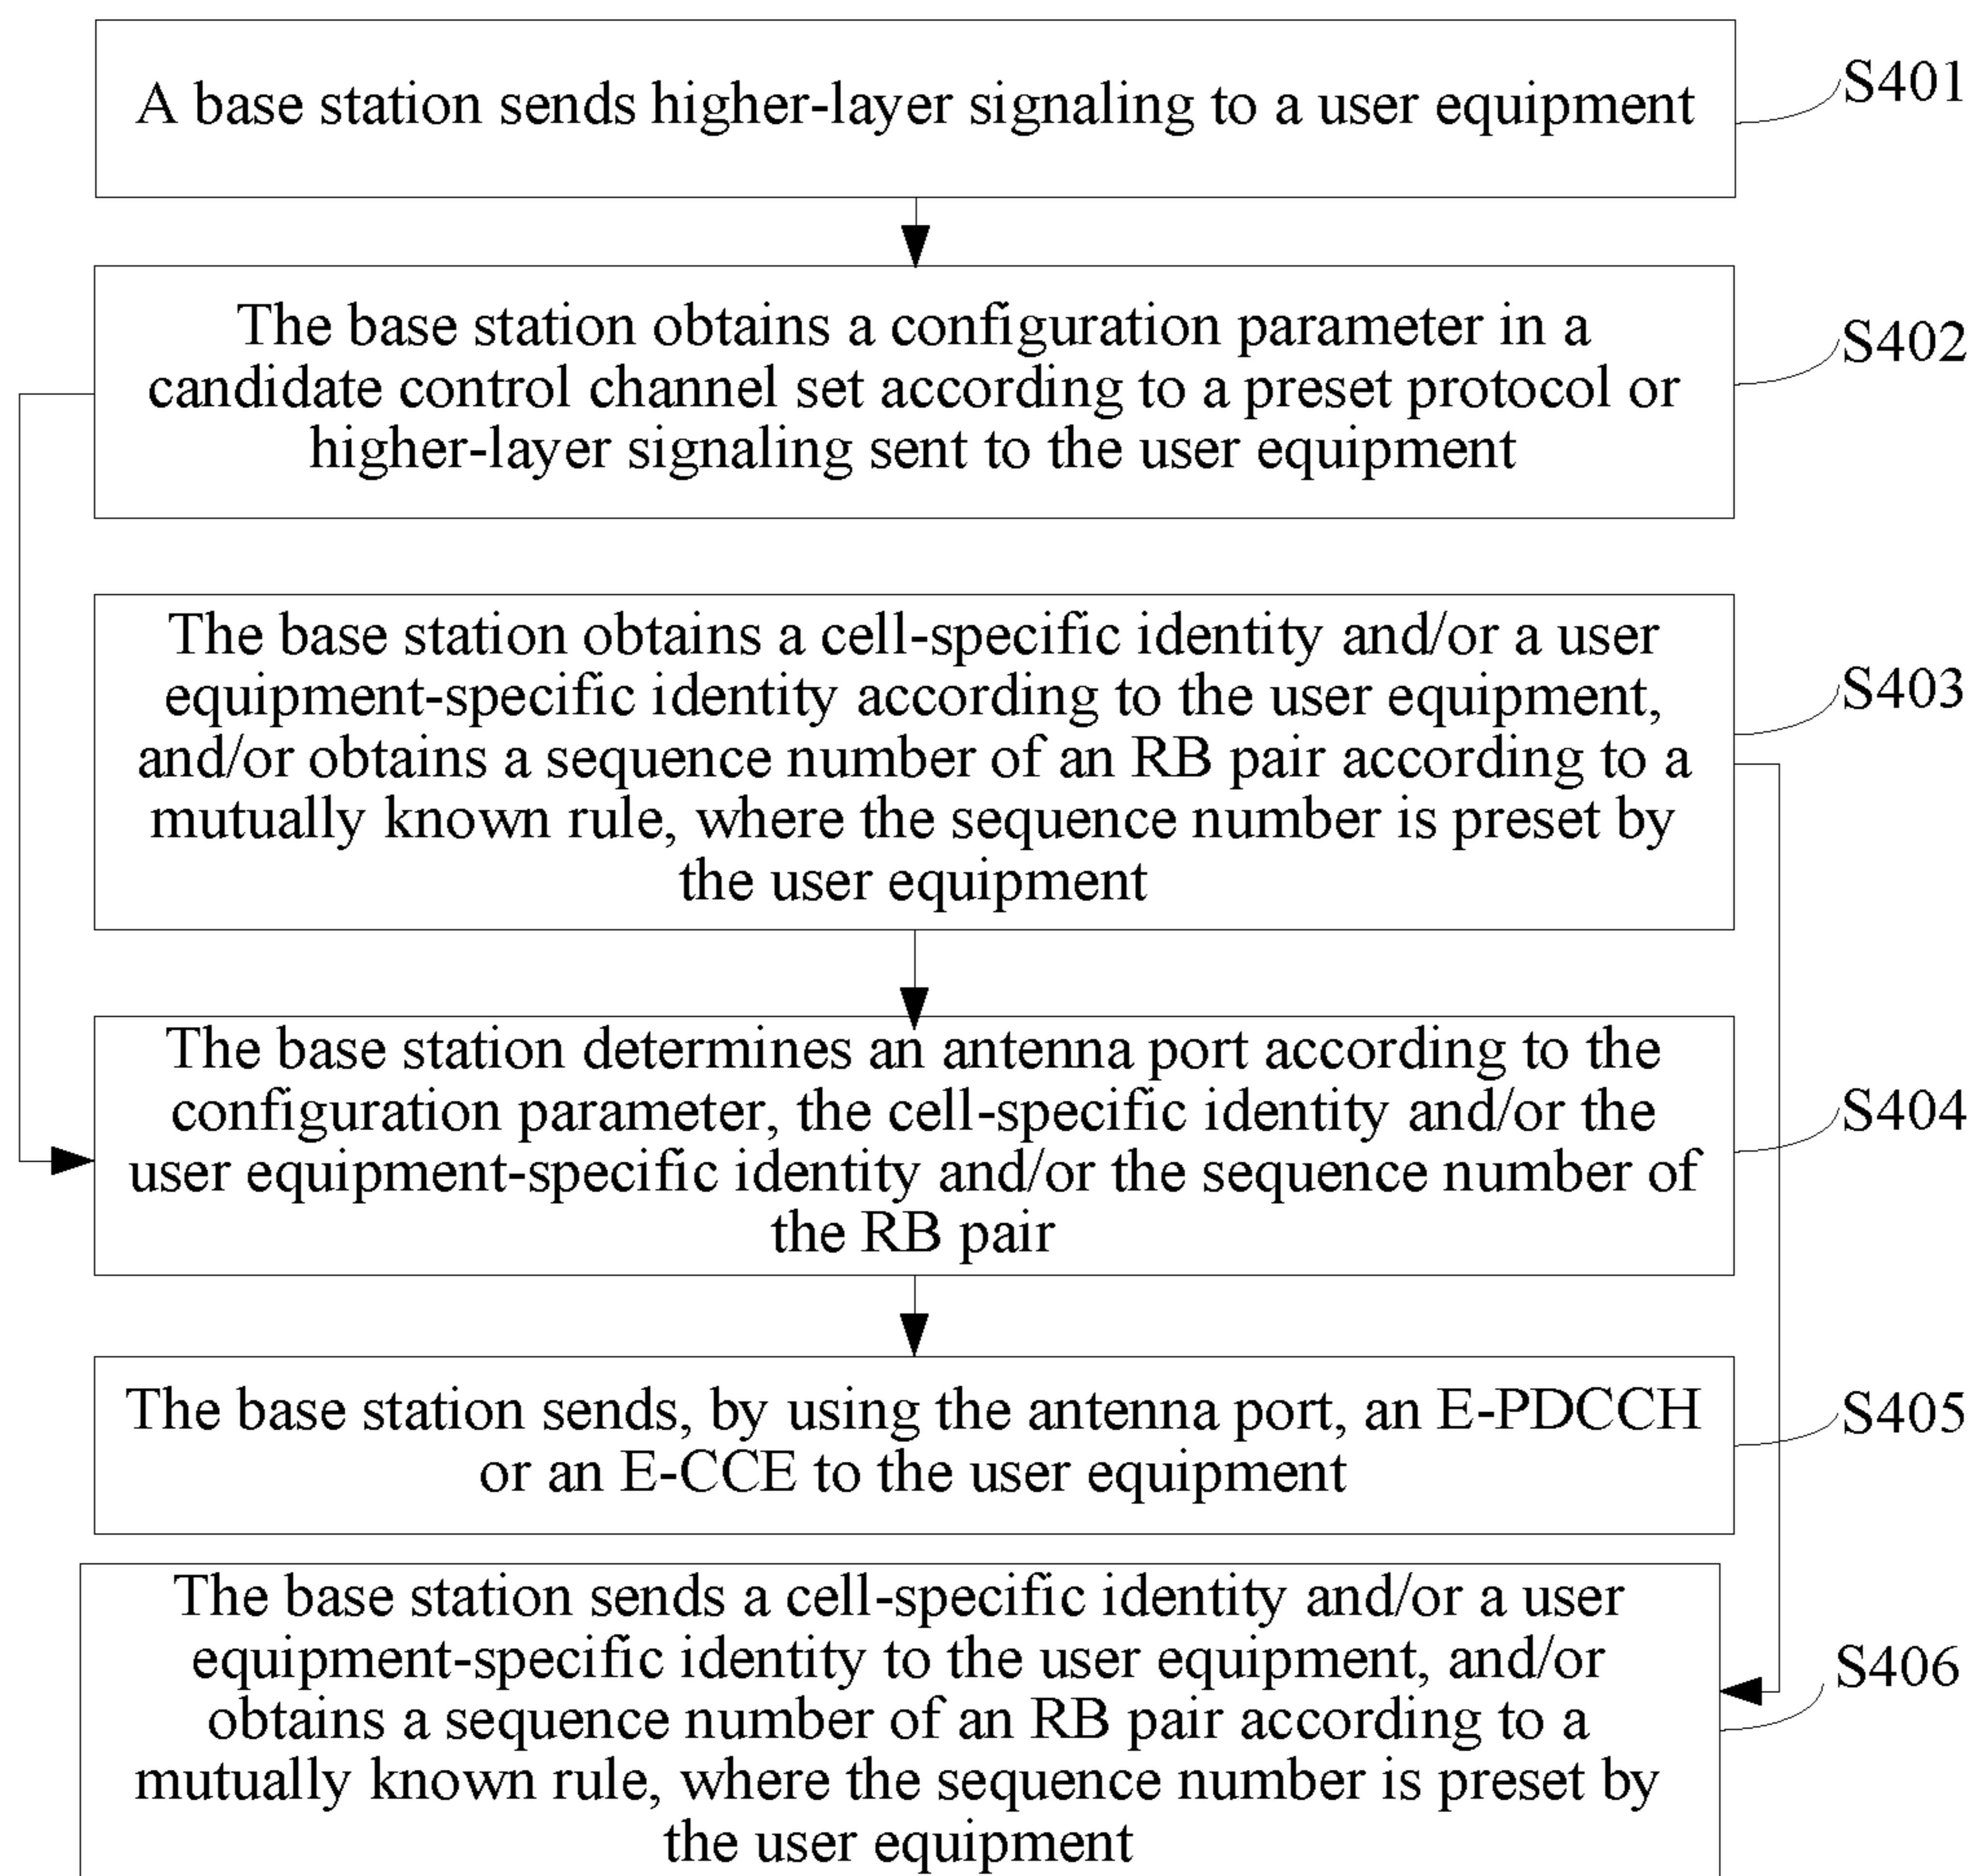 A base station sends higher-layer signaling to a user equipment
S401
The base station obtains a configuration parameter in a
candidate control channel set according to a preset protocol or
higher-layer signaling sent to the user equipment
S402
The base station obtains a cell-specific identity and/or a user
equipment-specific identity according to the user equipment,
and/or obtains a sequence number of an RB pair according to a
mutually known rule, where the sequence number is preset by
the user equipment
S403
The base station determines an antenna port according to the
configuration parameter, the cell-specific identity and/or the
user equipment-specific identity and/or the sequence number of
the RB pair
S404
The base station sends, by using the antenna port, an E-PDCCH
or an E-CCE to the user equipment
S405
The base station sends a cell-specific identity and/or a user
equipment-specific identity to the user equipment, and/or
obtains a sequence number of an RB pair according to a
mutually known rule, where the sequence number is preset by
the user equipment
S406